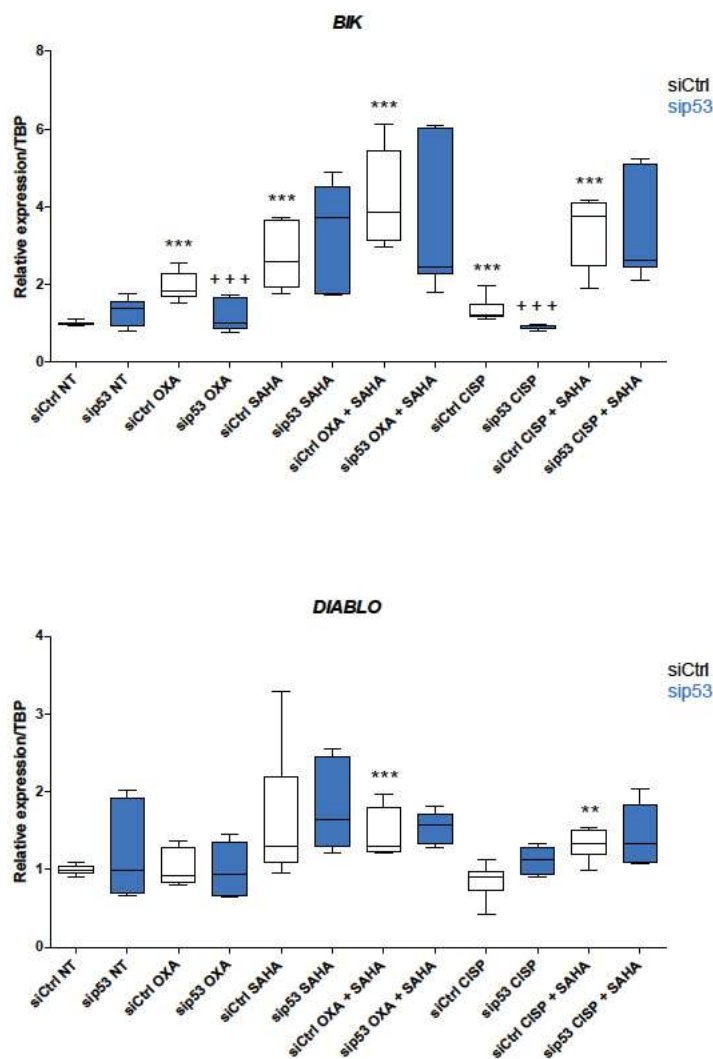 BIK
8
siCtrl
sip53
***
6
***
***
4
***
+++
***
+++
2
0
Relative expression/TBP
siCtrl NT
sip53 NT
siCtrl OXA
sip53 OXA
siCtrl SAHA
sip53 SAHA
siCtrl OXA + SAHA
sip53 OXA + SAHA
siCtrl CISP
sip53 CISP
siCtrl CISP + SAHA
sip53 CISP + SAHA
DIABLO
4
siCtrl
sip53
3
***
2
**
1
0
Relative expression/TBP
siCtrl NT
sip53 NT
siCtrl OXA
sip53 OXA
siCtrl SAHA
sip53 SAHA
siCtrl OXA + SAHA
sip53 OXA + SAHA
siCtrl CISP
sip53 CISP
siCtrl CISP + SAHA
sip53 CISP + SAHA